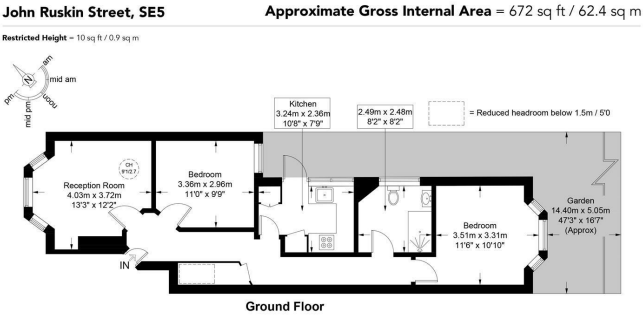 John Ruskin Street, SE5
Approximate Gross Internal Area = 672 sq ft / 62.4 sq m
Restricted Height = 10 sq ft / 0.9 sq m
am
mid am
noon
mid pm
pm
N
Kitchen
3.24m x 2.36m
10'8" x 7'9"
2.49m x 2.48m
8'2" x 8'2"
= Reduced headroom below 1.5m / 5'0
CH
9'1/2.7
Reception Room
4.03m x 3.72m
13'3" x 12'2"
Bedroom
3.36m x 2.96m
11'0" x 9'9"
Bedroom
3.51m x 3.31m
11'6" x 10'10"
Garden
14.40m x 5.05m
47'3" x 16'7"
(Approx)
IN
Ground Floor